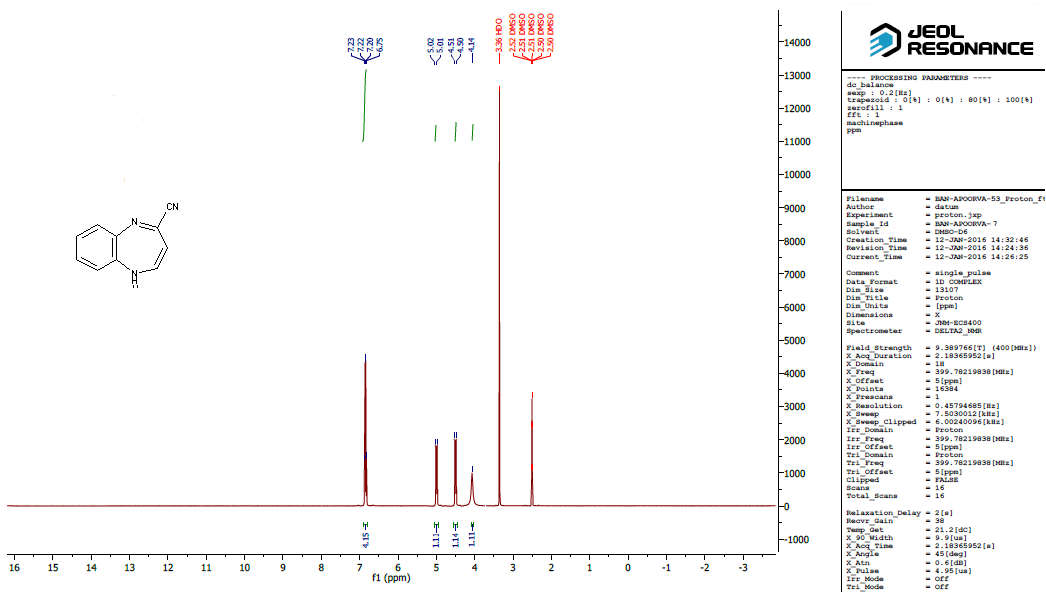 7.23
7.22
7.20
6.75
5.02
5.01
4.51
4.50
4.14
3.36 HDO
2.52 DMSO
2.51 DMSO
2.51 DMSO
2.50 DMSO
2.50 DMSO
14000
13000
12000
11000
10000
9000
8000
7000
6000
5000
4000
3000
2000
1000
0
-1000
CN
N
N
H
4.15
1.11
1.14
1.11
16 15 14 13 12 11 10 9 8 7 6 5 4 3 2 1 0 -1 -2 -3
f1 (ppm)
JEOL
RESONANCE
---- PROCESSING PARAMETERS ----
dc_balance
sexp : 0.2[Hz]
trapezoid : 0[%] : 0[%] : 80[%] : 100[%]
zerofill : 1
fft : 1
machinephase
ppm
Filename = BAN-APOORVA-53_Proton_ft
Author = datum
Experiment = proton.jxp
Sample_Id = BAN-APOORVA-7
Solvent = DMSO-D6
Creation_Time = 12-JAN-2016 14:32:46
Revision_Time = 12-JAN-2016 14:24:36
Current_Time = 12-JAN-2016 14:26:25
Comment = single_pulse
Data_Format = 1D COMPLEX
Dim_Size = 13107
Dim_Title = Proton
Dim_Units = [ppm]
Dimensions = X
Site = JNM-ECS400
Spectrometer = DELTA2_NMR
Field_Strength = 9.389766[T] (400[MHz])
X_Acq_Duration = 2.18365952[s]
X_Domain = 1H
X_Freq = 399.78219838[MHz]
X_Offset = 5[ppm]
X_Points = 16384
X_Prescans = 1
X_Resolution = 0.45794685[Hz]
X_Sweep = 7.5030012[kHz]
X_Sweep_Clipped = 6.00240096[kHz]
Irr_Domain = Proton
Irr_Freq = 399.78219838[MHz]
Irr_Offset = 5[ppm]
Tri_Domain = Proton
Tri_Freq = 399.78219838[MHz]
Tri_Offset = 5[ppm]
Clipped = FALSE
Scans = 16
Total_Scans = 16
Relaxation_Delay = 2[s]
Recvr_Gain = 38
Temp_Get = 21.2[dC]
X_90_Width = 9.9[us]
X_Acq_Time = 2.18365952[s]
X_Angle = 45[deg]
X_Atn = 0.6[dB]
X_Pulse = 4.95[us]
Irr_Mode = Off
Tri_Mode = Off